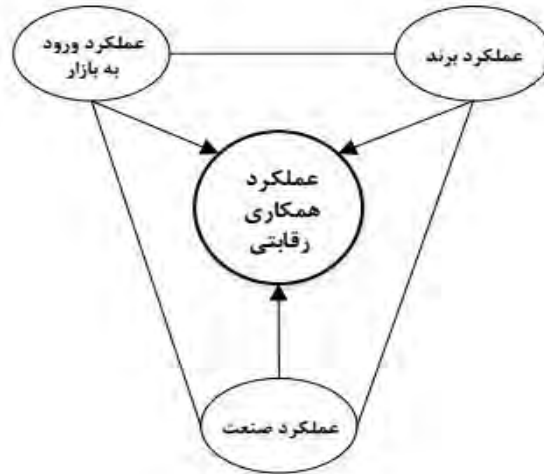 عملکرد برند
عملکرد ورود
به بازار
عملکرد
همکاری
رقابتی
عملکرد صنعت